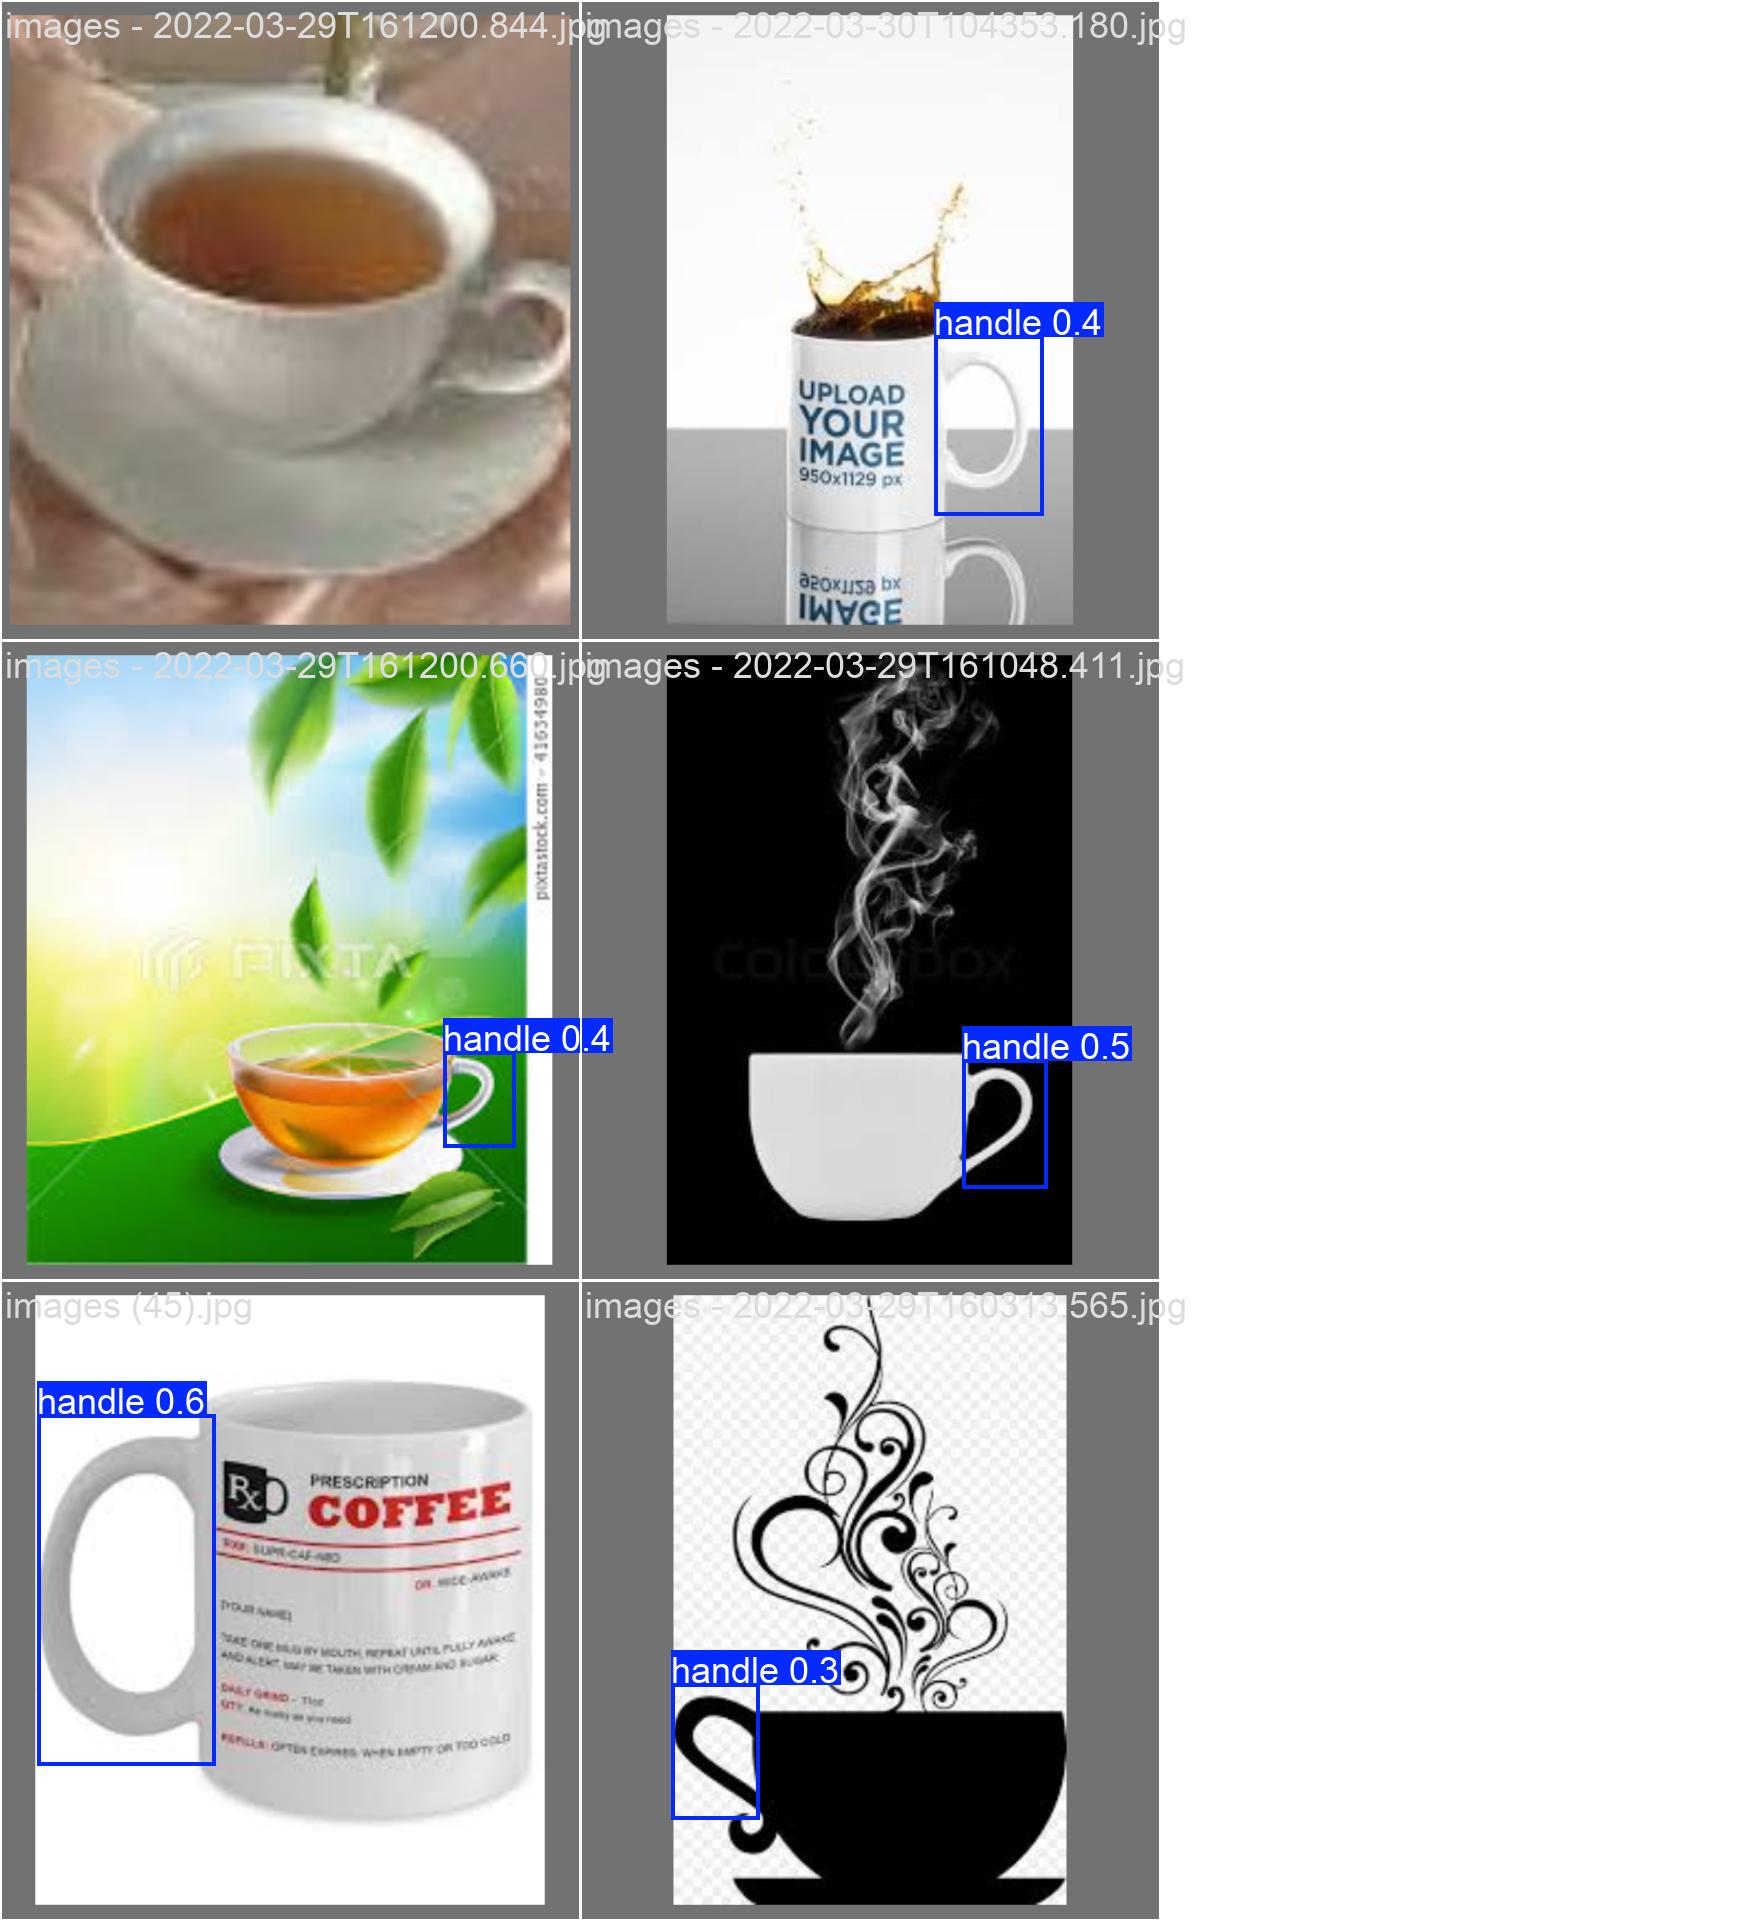 images - 2022-03-29T161200.844.jpg
images - 2022-03-30T104353.180.jpg
handle 0.4
UPLOAD
YOUR
IMAGE
950x1129 px
950x1129 px
IMAGE
images - 2022-03-29T161200.660.jpg
pixtastock.com - 41634980
PIXTA
handle 0.4
images - 2022-03-29T161048.411.jpg
colourbox
handle 0.5
images (45).jpg
handle 0.6
Rx
PRESCRIPTION
COFFEE
RX#: SUPR-CAF-N8D
DR. WIDE-AWAKE
[YOUR NAME]
TAKE ONE MUG BY MOUTH, REPEAT UNTIL FULLY AWAKE
AND ALERT. MAY BE TAKEN WITH CREAM AND SUGAR.
DAILY GRIND - 11oz
QTY: As many as you need
REFILLS: OFTEN EXPIRES: WHEN EMPTY OR TOO COLD
images - 2022-03-29T160313.565.jpg
handle 0.3